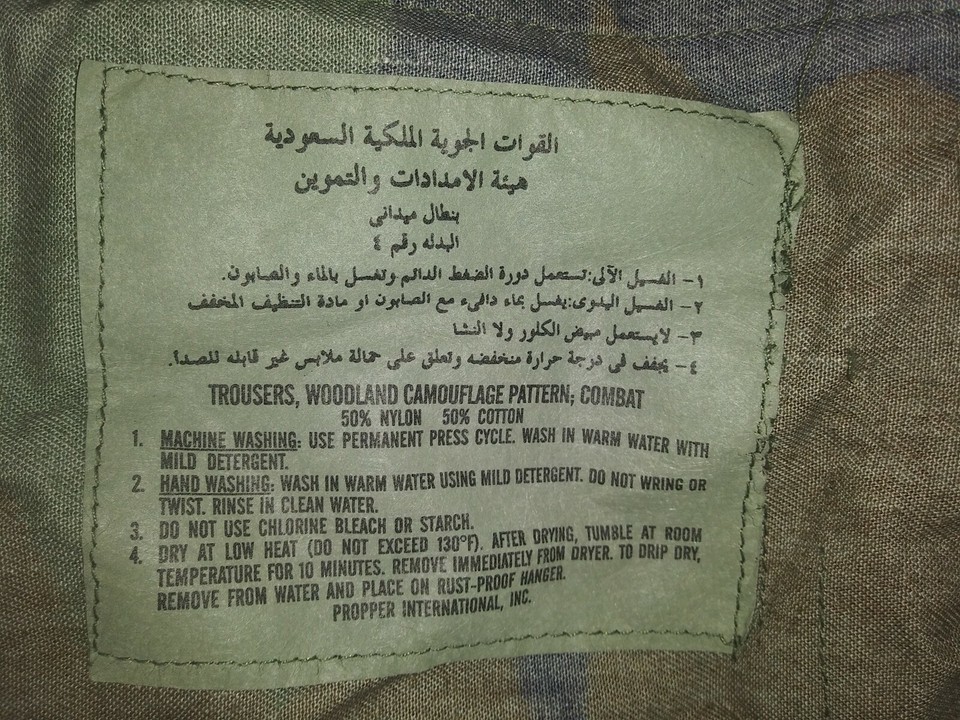 القوات الجوية الملكية السعودية
هيئة الامدادات والتموين
بنطال ميدانى
البدله رقم ٤
١- الغسيل الآلى:تستعمل دورة الضغط الدائم وتغسل بالماء والصابون.
٢- الغسيل اليدوى:يغسل بماء دافىء مع الصابون او مادة التنظيف المخفف
٣- لايستعمل مبيض الكلور ولا النشا
٤- يجفف فى درجة حرارة منخفضه وتعلق على حمالة ملابس غير قابله للصدأ.
TROUSERS, WOODLAND CAMOUFLAGE PATTERN; COMBAT
50% NYLON 50% COTTON
1. MACHINE WASHING: USE PERMANENT PRESS CYCLE. WASH IN WARM WATER WITH
MILD DETERGENT.
2. HAND WASHING: WASH IN WARM WATER USING MILD DETERGENT. DO NOT WRING OR
TWIST. RINSE IN CLEAN WATER.
3. DO NOT USE CHLORINE BLEACH OR STARCH.
4. DRY AT LOW HEAT (DO NOT EXCEED 130°F). AFTER DRYING, TUMBLE AT ROOM
TEMPERATURE FOR 10 MINUTES. REMOVE IMMEDIATELY FROM DRYER. TO DRIP DRY,
REMOVE FROM WATER AND PLACE ON RUST-PROOF HANGER.
PROPPER INTERNATIONAL, INC.